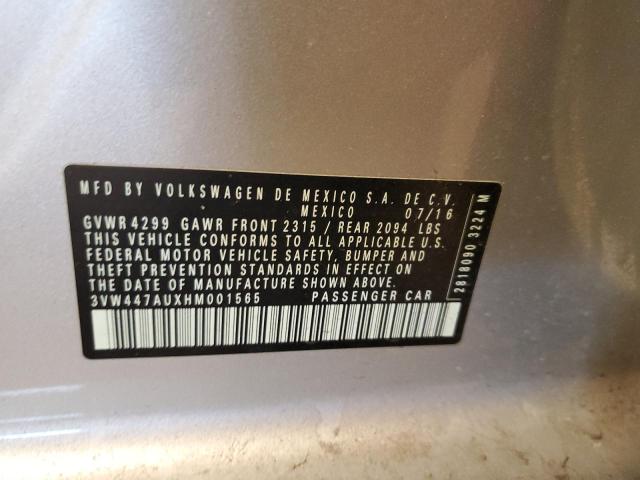 MFD BY VOLKSWAGEN DE MEXICO S.A. DE C.V.
MEXICO 07/16
GVWR 4299 GAWR FRONT 2315 / REAR 2094 LBS
THIS VEHICLE CONFORMS TO ALL APPLICABLE U.S.
FEDERAL MOTOR VEHICLE SAFETY, BUMPER AND
THEFT PREVENTION STANDARDS IN EFFECT ON
THE DATE OF MANUFACTURE SHOWN ABOVE.
3VW447AUXHM001565 PASSENGER CAR
2818090 3224 M